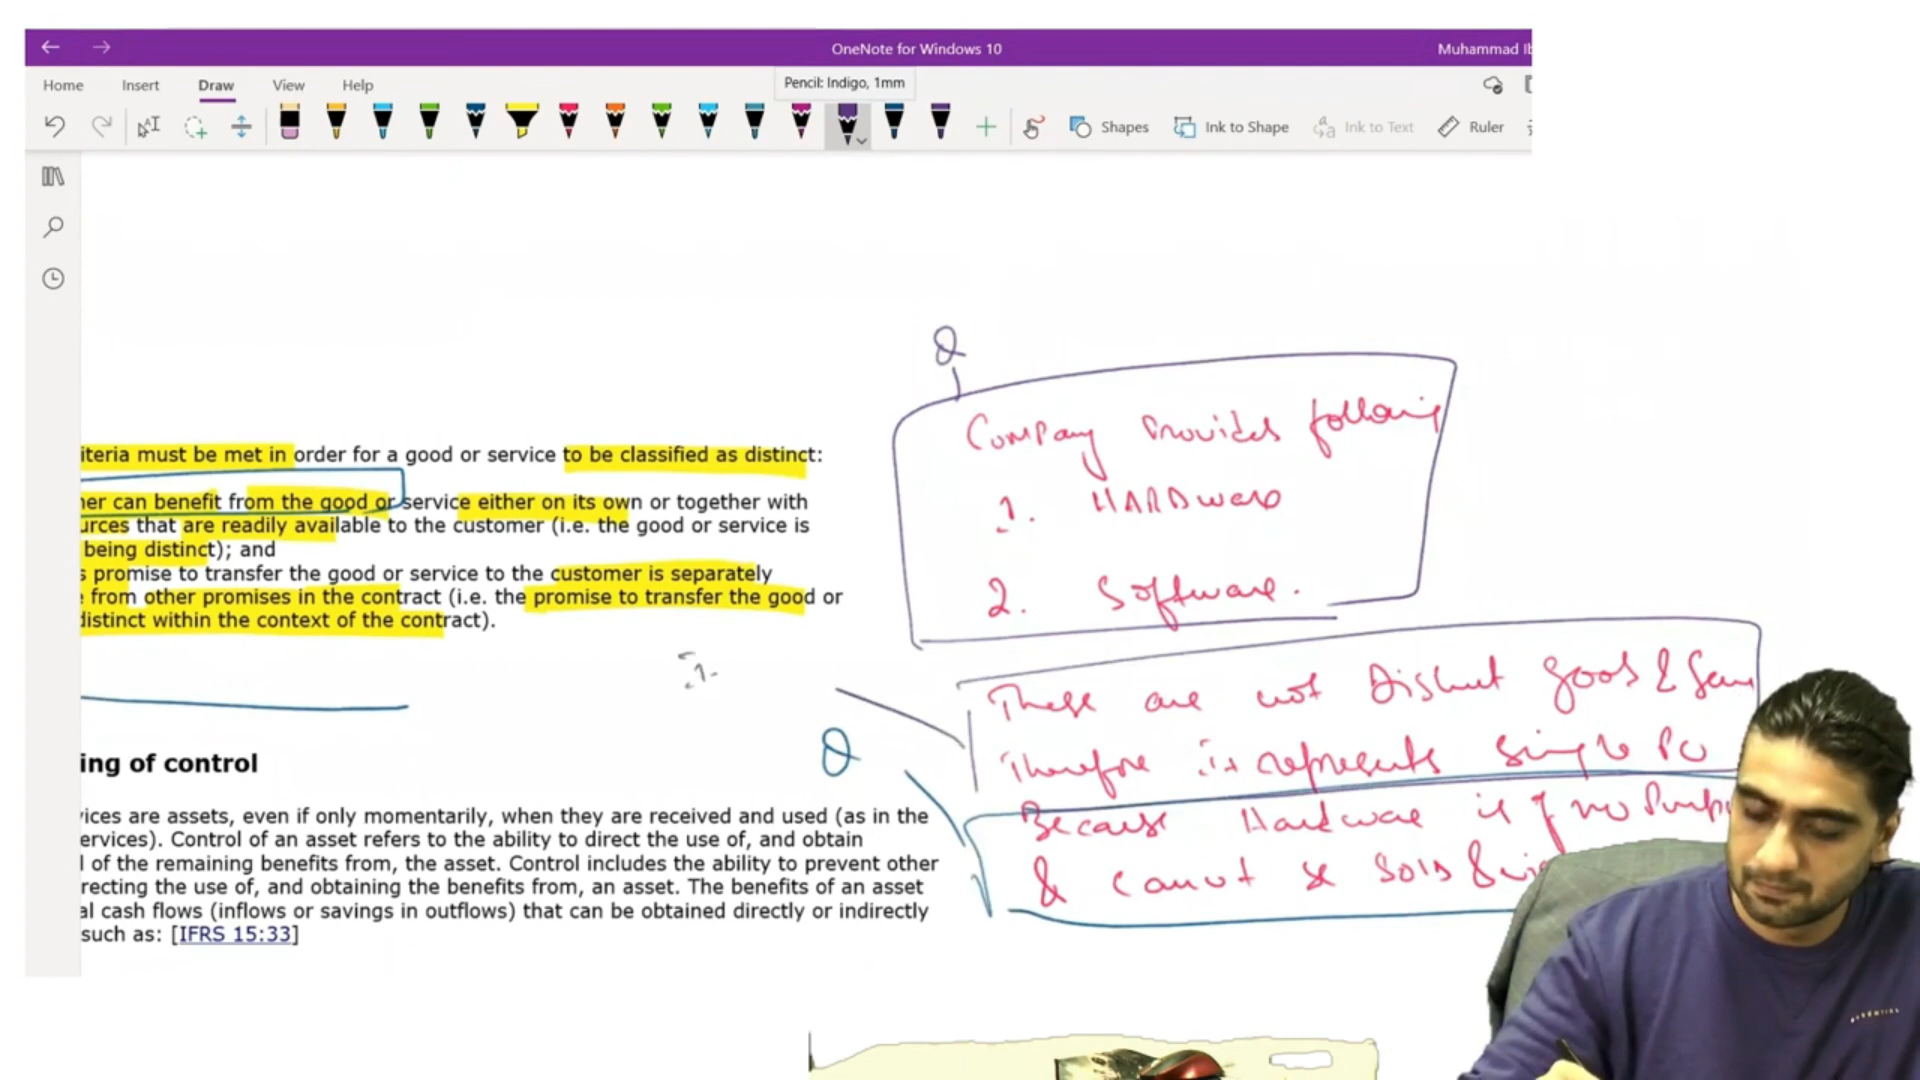 OneNote for Windows 10
Muhammad Ib
Home Insert Draw View Help
Pencil: Indigo, 1mm
Shapes Ink to Shape Ink to Text Ruler
iteria must be met in order for a good or service to be classified as distinct:
ner can benefit from the good or service either on its own or together with
urces that are readily available to the customer (i.e. the good or service is
being distinct); and
s promise to transfer the good or service to the customer is separately
from other promises in the contract (i.e. the promise to transfer the good or
distinct within the context of the contract).
ing of control
ices are assets, even if only momentarily, when they are received and used (as in the
ervices). Control of an asset refers to the ability to direct the use of, and obtain
l of the remaining benefits from, the asset. Control includes the ability to prevent other
recting the use of, and obtaining the benefits from, an asset. The benefits of an asset
al cash flows (inflows or savings in outflows) that can be obtained directly or indirectly
such as: [IFRS 15:33]
Company Provides following
1. HARDware
2. Software.
These are not Distinct good &
Therefore it represents single PO
Because Hardware is of no Purp
& cannot be sold